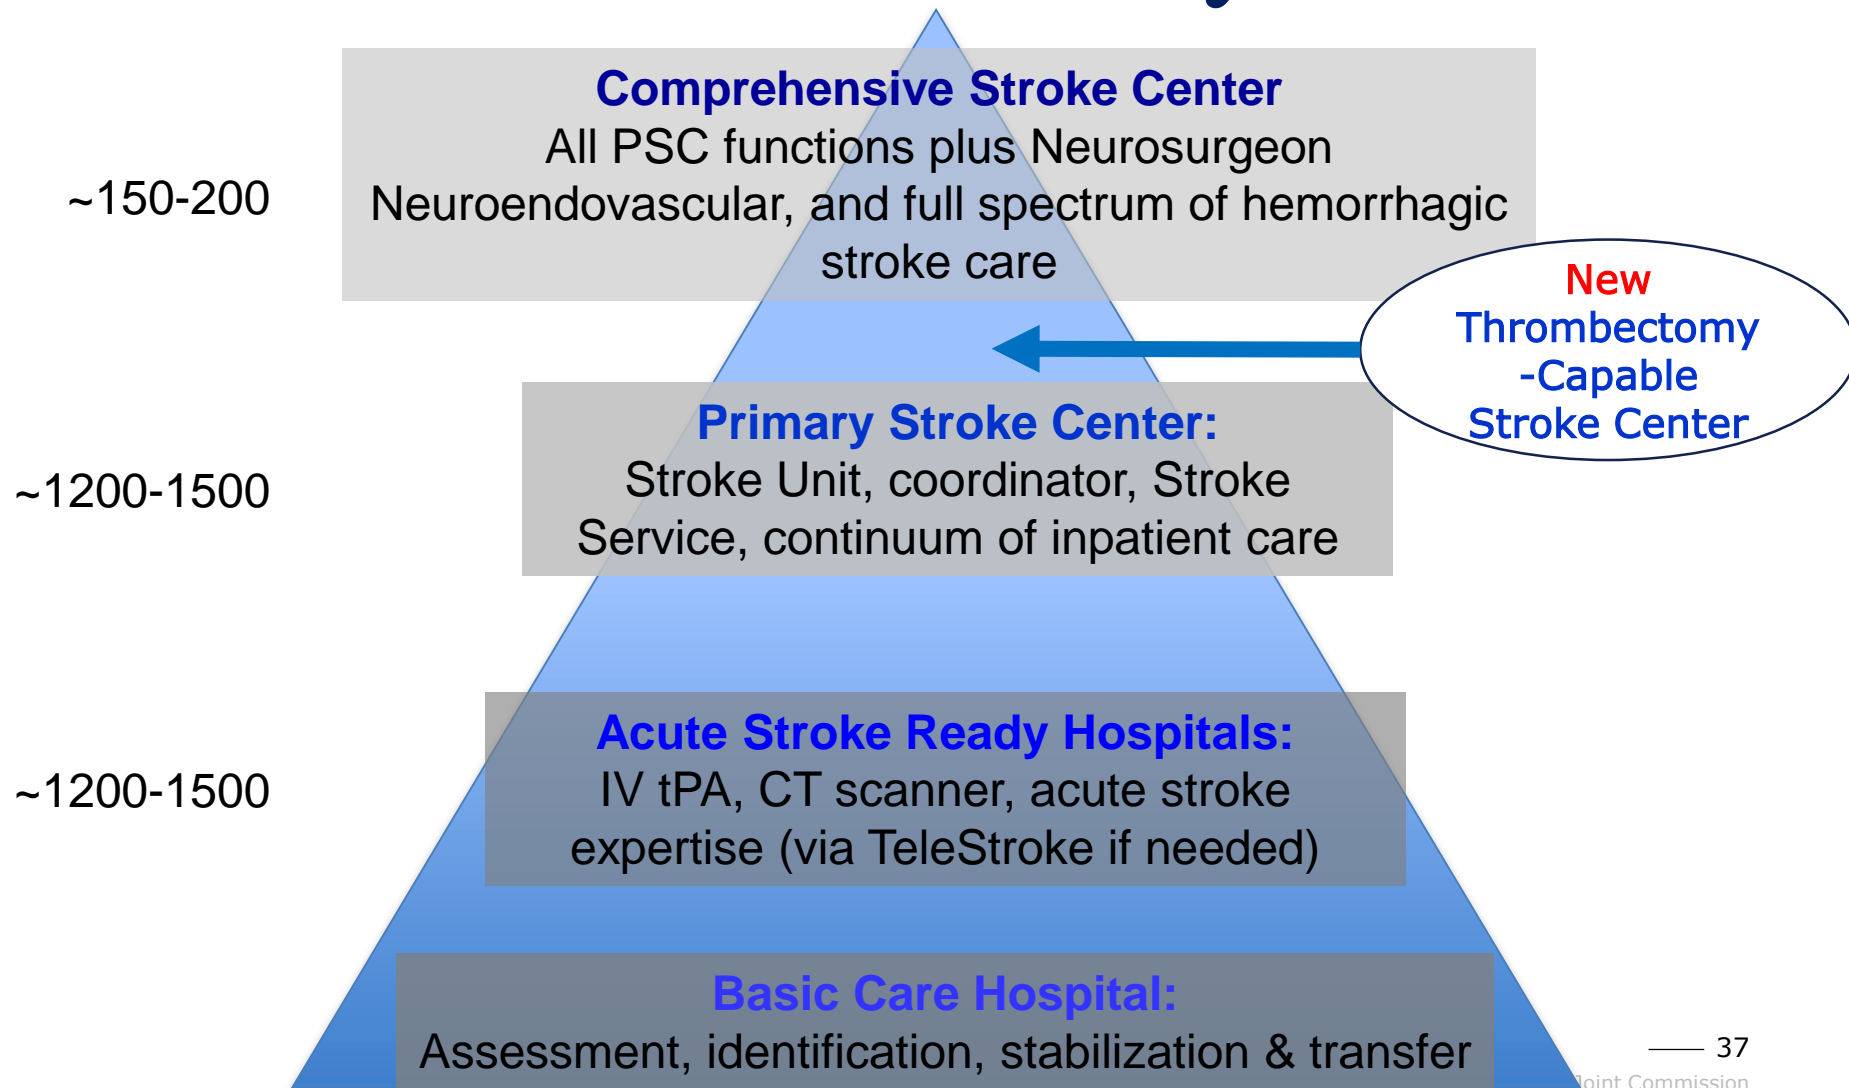 Comprehensive Stroke Center
All PSC functions plus Neurosurgeon
Neuroendovascular, and full spectrum of hemorrhagic
stroke care
~150-200
New
Thrombectomy
-Capable
Stroke Center
Primary Stroke Center:
Stroke Unit, coordinator, Stroke
Service, continuum of inpatient care
~1200-1500
Acute Stroke Ready Hospitals:
IV tPA, CT scanner, acute stroke
expertise (via TeleStroke if needed)
~1200-1500
Basic Care Hospital:
Assessment, identification, stabilization & transfer
37
Joint Commission